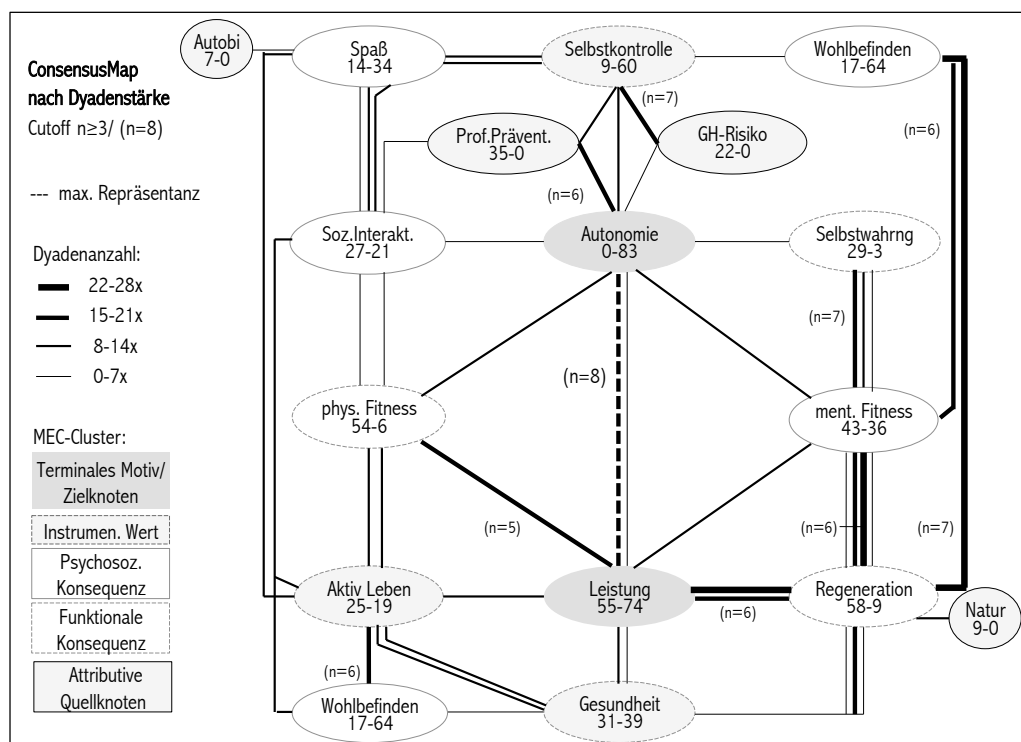 Autobi
7-0
Spaß
14-34
Selbstkontrolle
9-60
Wohlbefinden
17-64
ConsensusMap
nach Dyadenstärke
Cutoff n≥3/ (n=8)
(n=7)
(n=6)
Prof.Prävent.
35-0
GH-Risiko
22-0
--- max. Repräsentanz
(n=6)
Soz.Interakt.
27-21
Autonomie
0-83
Selbstwahrng
29-3
Dyadenanzahl:
22-28x
15-21x
8-14x
0-7x
(n=7)
(n=8)
phys. Fitness
54-6
ment. Fitness
43-36
MEC-Cluster:
Terminales Motiv/
Zielknoten
Instrumen. Wert
Psychosoz.
Konsequenz
Funktionale
Konsequenz
Attributive
Quellknoten
(n=5)
(n=6)
(n=7)
Aktiv Leben
25-19
Leistung
55-74
Regeneration
58-9
(n=6)
Natur
9-0
(n=6)
Wohlbefinden
17-64
Gesundheit
31-39